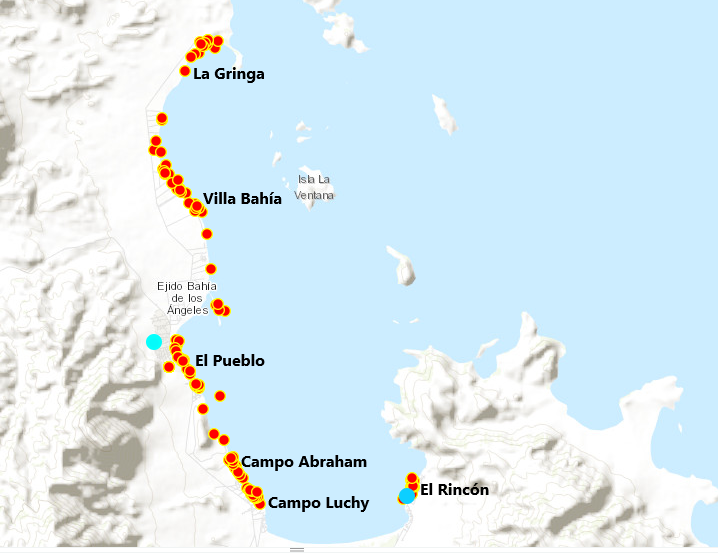 La Gringa
Isla La
Ventana
Villa Bahía
Ejido Bahía
de los
Ángeles
El Pueblo
Campo Abraham
El Rincón
Campo Luchy